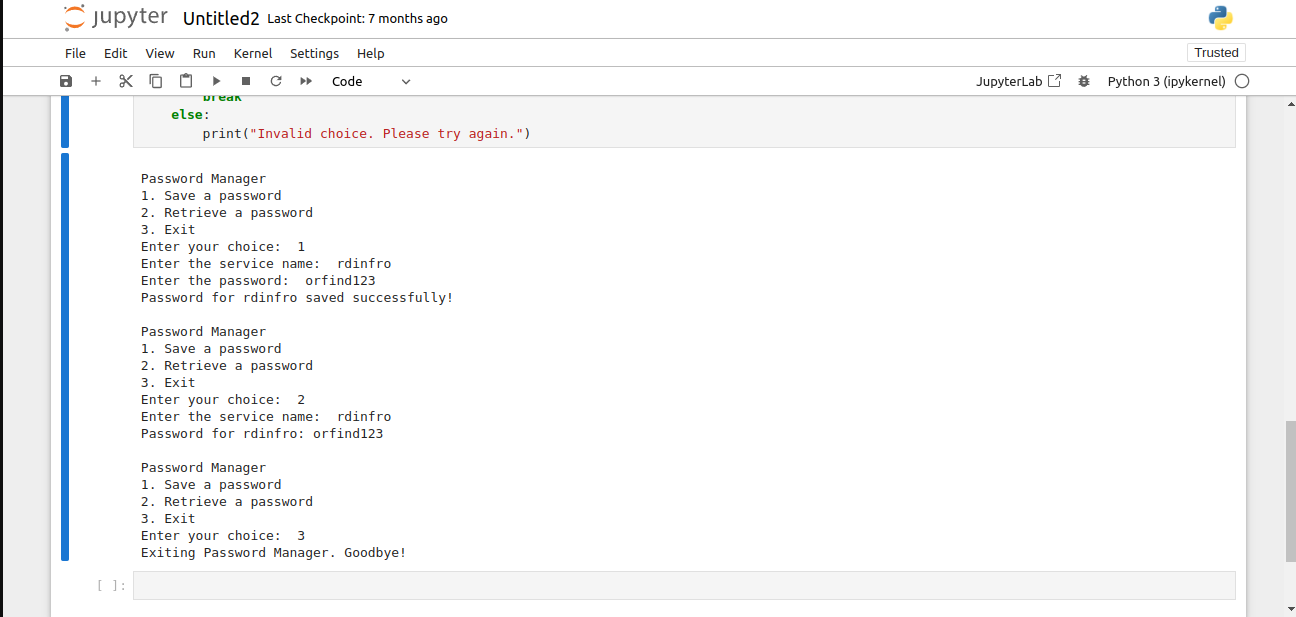 jupyter Untitled2 Last Checkpoint: 7 months ago
File Edit View Run Kernel Settings Help
Trusted
Code
JupyterLab
Python 3 (ipykernel)
break
else:
print("Invalid choice. Please try again.")
Password Manager
1. Save a password
2. Retrieve a password
3. Exit
Enter your choice:  1
Enter the service name:  rdinfro
Enter the password:  orfind123
Password for rdinfro saved successfully!
Password Manager
1. Save a password
2. Retrieve a password
3. Exit
Enter your choice:  2
Enter the service name:  rdinfro
Password for rdinfro: orfind123
Password Manager
1. Save a password
2. Retrieve a password
3. Exit
Enter your choice:  3
Exiting Password Manager. Goodbye!
[ ]: